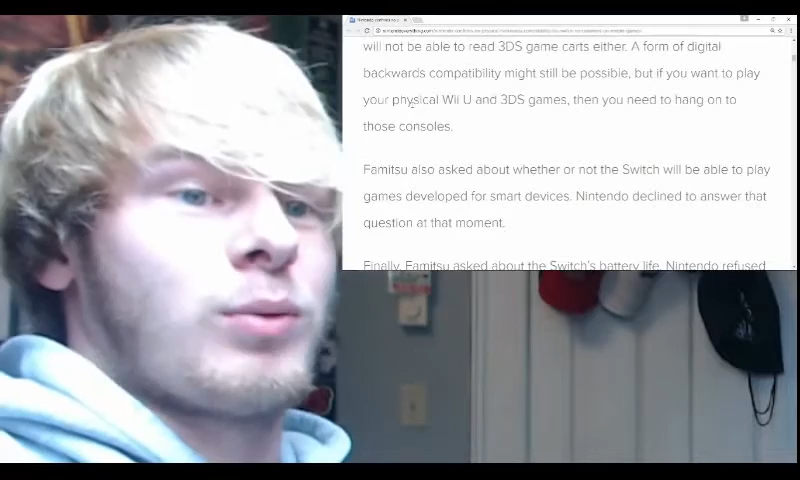 will not be able to read 3DS game carts either. A form of digital
backwards compatibility might still be possible, but if you want to play
your physical Wii U and 3DS games, then you need to hang on to
those consoles.
Famitsu also asked about whether or not the Switch will be able to play
games developed for smart devices. Nintendo declined to answer that
question at that moment.
Finally, Famitsu asked about the Switch's battery life. Nintendo refused